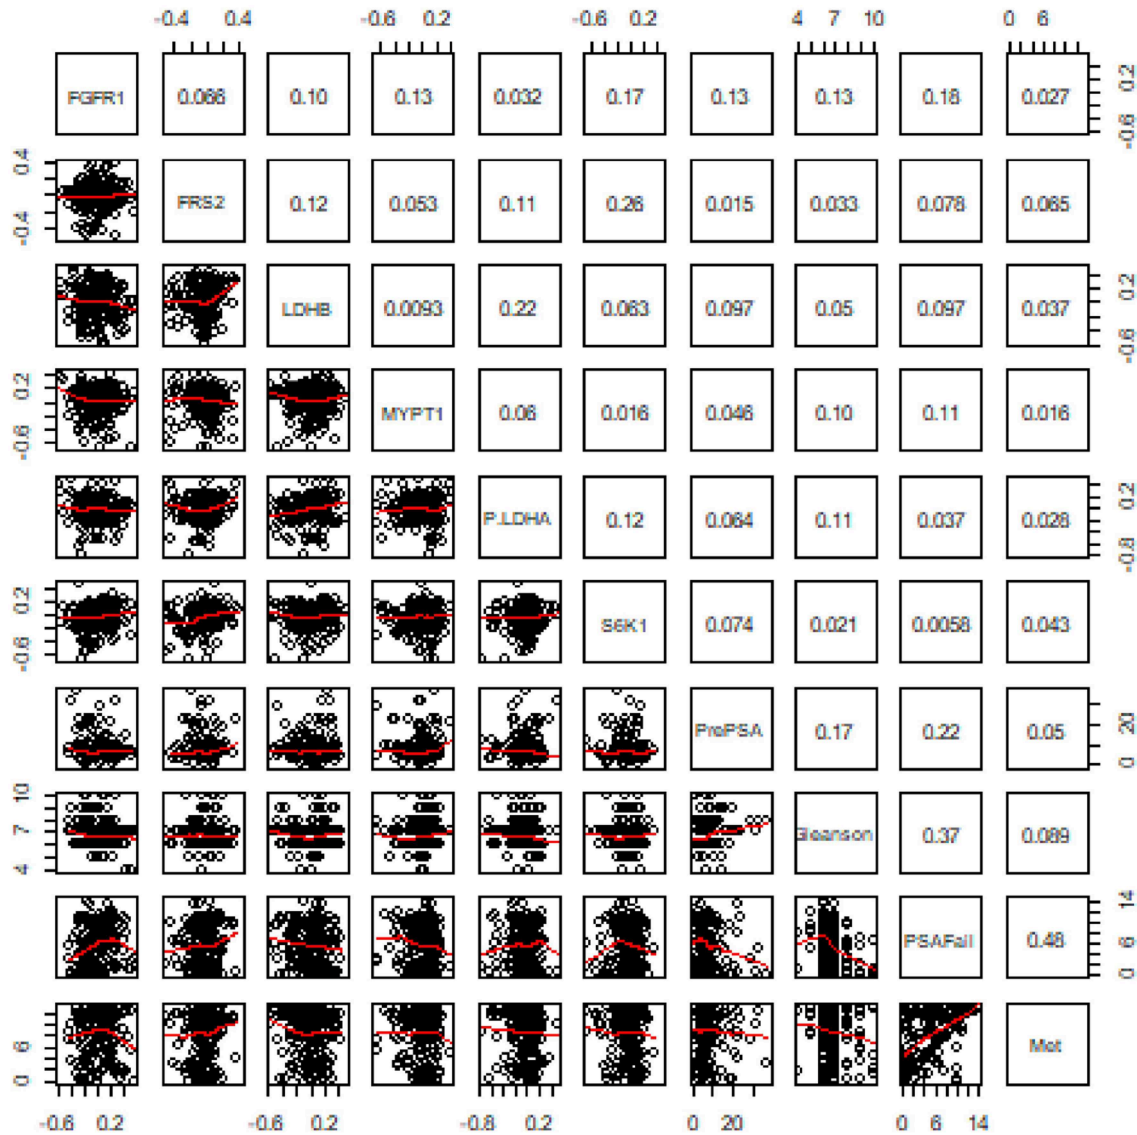 -0.4 0.4 -0.6 0.2 -0.6 0.2 4 7 10 0 6
FGFR1 0.066 0.10 0.13 0.032 0.17 0.13 0.13 0.18 0.027 -0.6 0.2
-0.4 0.4 FRS2 0.12 0.053 0.11 0.26 0.015 0.033 0.078 0.065
LDHB 0.0093 0.22 0.063 0.097 0.05 0.097 0.037 -0.6 0.2
-0.6 0.2 MYPT1 0.06 0.016 0.046 0.10 0.11 0.016
P.LDHA 0.12 0.064 0.11 0.037 0.028 -0.8 0.2
-0.6 0.2 S6K1 0.074 0.021 0.0058 0.043
PrePSA 0.17 0.22 0.05 0 20
4 7 10 Gleanson 0.37 0.089
PSAFail 0.48 0 6 14
0 6 Met
-0.6 0.2 -0.6 0.2 -0.8 0.2 0 20 0 6 14